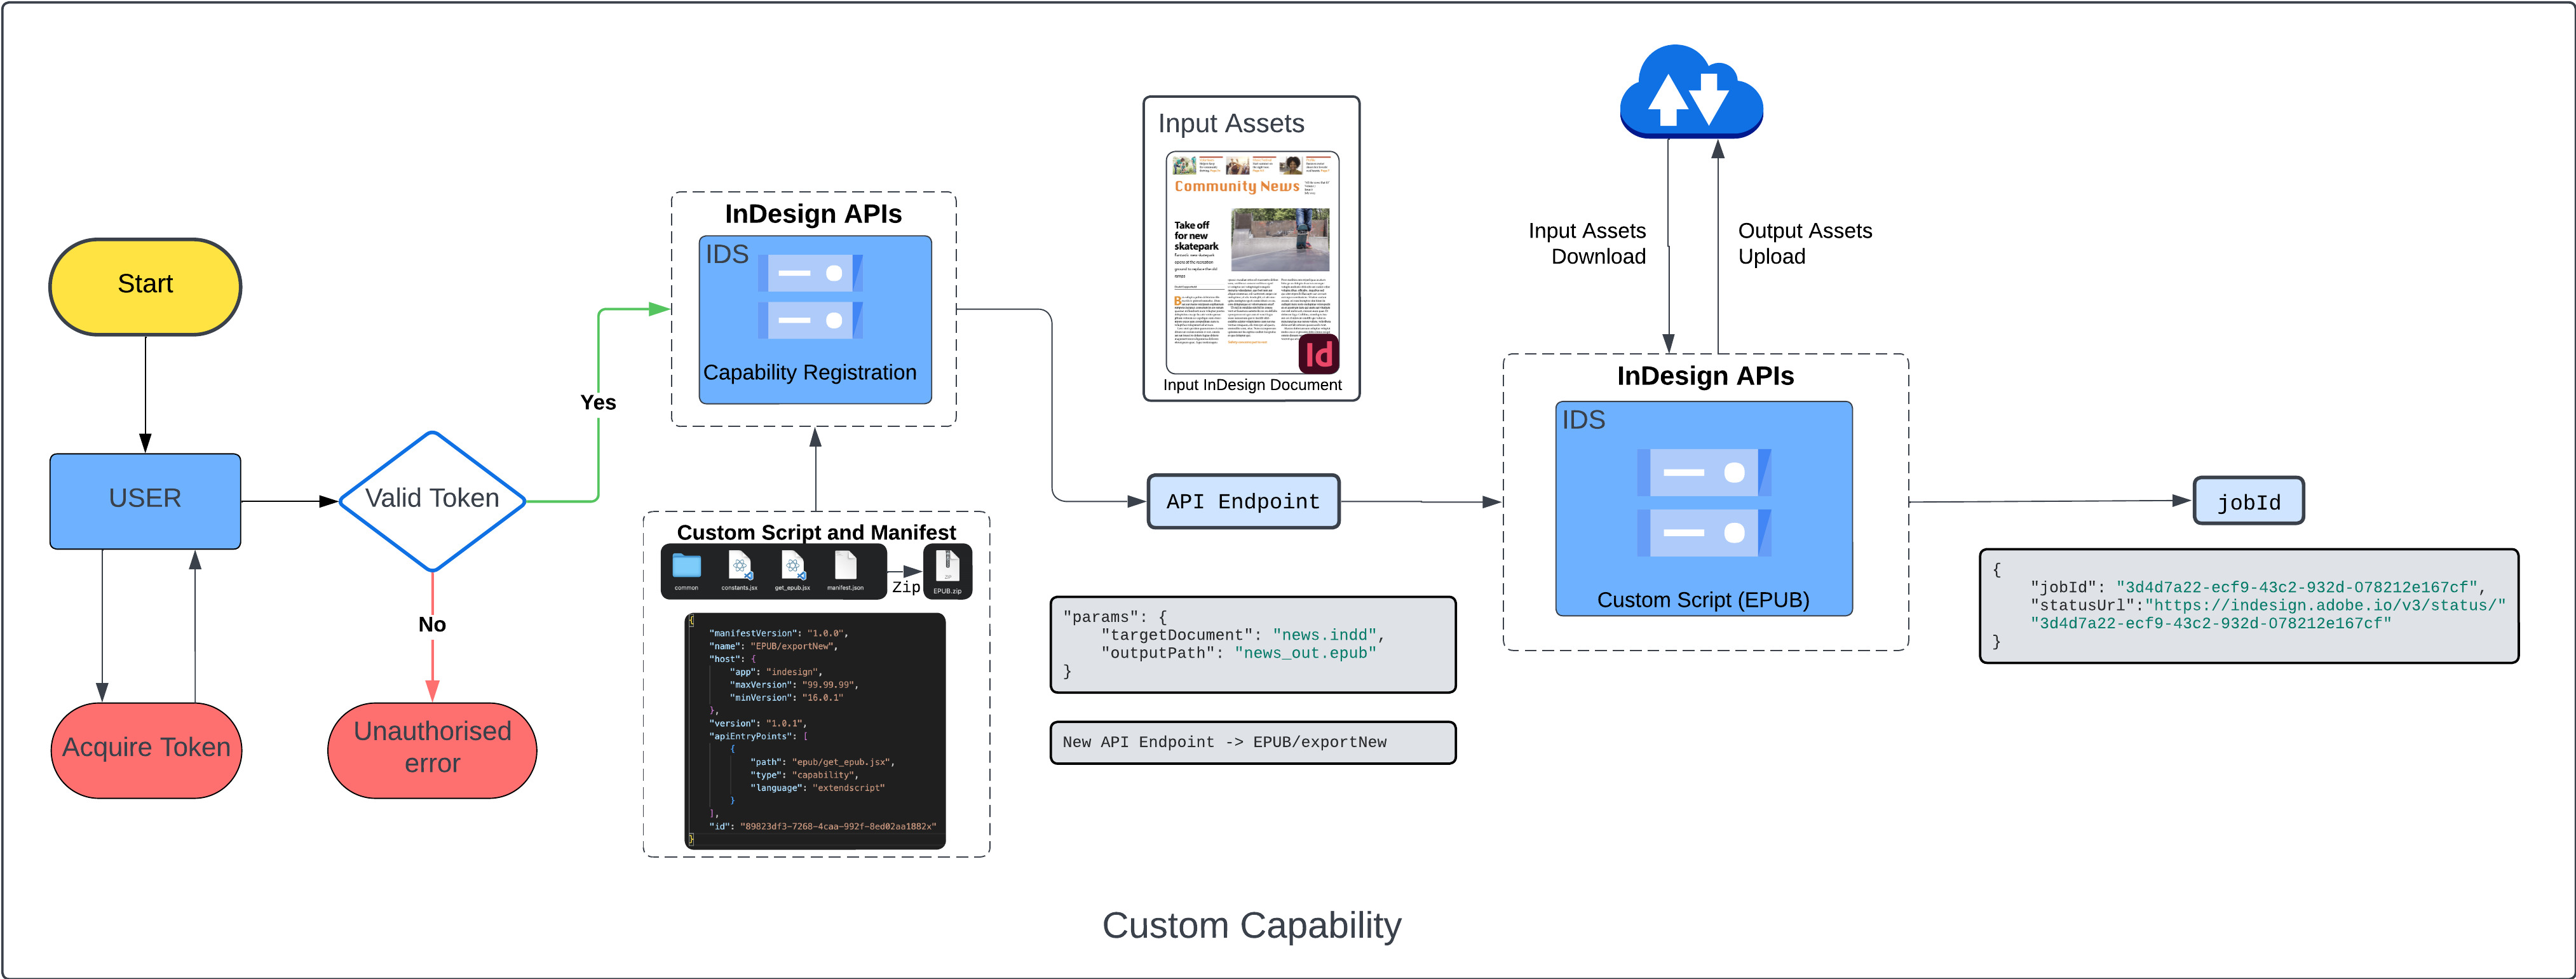 Start
USER
Acquire Token
Valid Token
Yes
No
Unauthorised
error
InDesign APIs
IDS
Capability Registration
Custom Script and Manifest
common
constants.jsx
get_epub.jsx
manifest.json
Zip
ZIP
EPUB.zip
{
"manifestVersion": "1.0.0",
"name": "EPUB/exportNew",
"host": {
"app": "indesign",
"maxVersion": "99.99.99",
"minVersion": "16.0.1"
},
"version": "1.0.1",
"apiEntryPoints": [
{
"path": "epub/get_epub.jsx",
"type": "capability",
"language": "extendscript"
}
],
"id": "89823df3-7268-4caa-992f-8ed02aa1882x"
}
Input Assets
Community News
Take off
for new
skatepark
Id
Input InDesign Document
API Endpoint
"params": {
"targetDocument": "news.indd",
"outputPath": "news_out.epub"
}
New API Endpoint -> EPUB/exportNew
Input Assets
Download
Output Assets
Upload
InDesign APIs
IDS
Custom Script (EPUB)
jobId
{
"jobId": "3d4d7a22-ecf9-43c2-932d-078212e167cf",
"statusUrl":"https://indesign.adobe.io/v3/status/"
"3d4d7a22-ecf9-43c2-932d-078212e167cf"
}
Custom Capability